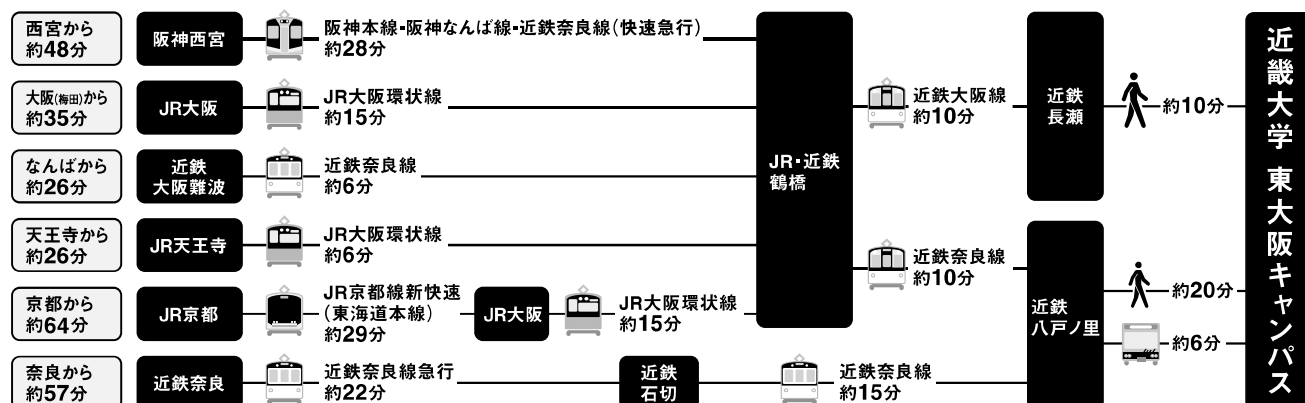 西宮から
約48分
阪神西宮
阪神本線・阪神なんば線・近鉄奈良線(快速急行)
約28分
大阪(梅田)から
約35分
JR大阪
JR大阪環状線
約15分
なんばから
約26分
近鉄
大阪難波
近鉄奈良線
約6分
天王寺から
約26分
JR天王寺
JR大阪環状線
約6分
京都から
約64分
JR京都
JR京都線新快速
(東海道本線)
約29分
JR大阪
JR大阪環状線
約15分
JR・近鉄
鶴橋
近鉄大阪線
約10分
近鉄
長瀬
約10分
近鉄奈良線
約10分
奈良から
約57分
近鉄奈良
近鉄奈良線急行
約22分
近鉄
石切
近鉄奈良線
約15分
近鉄
八戸ノ里
約20分
約6分
近畿大学 東大阪キャンパス